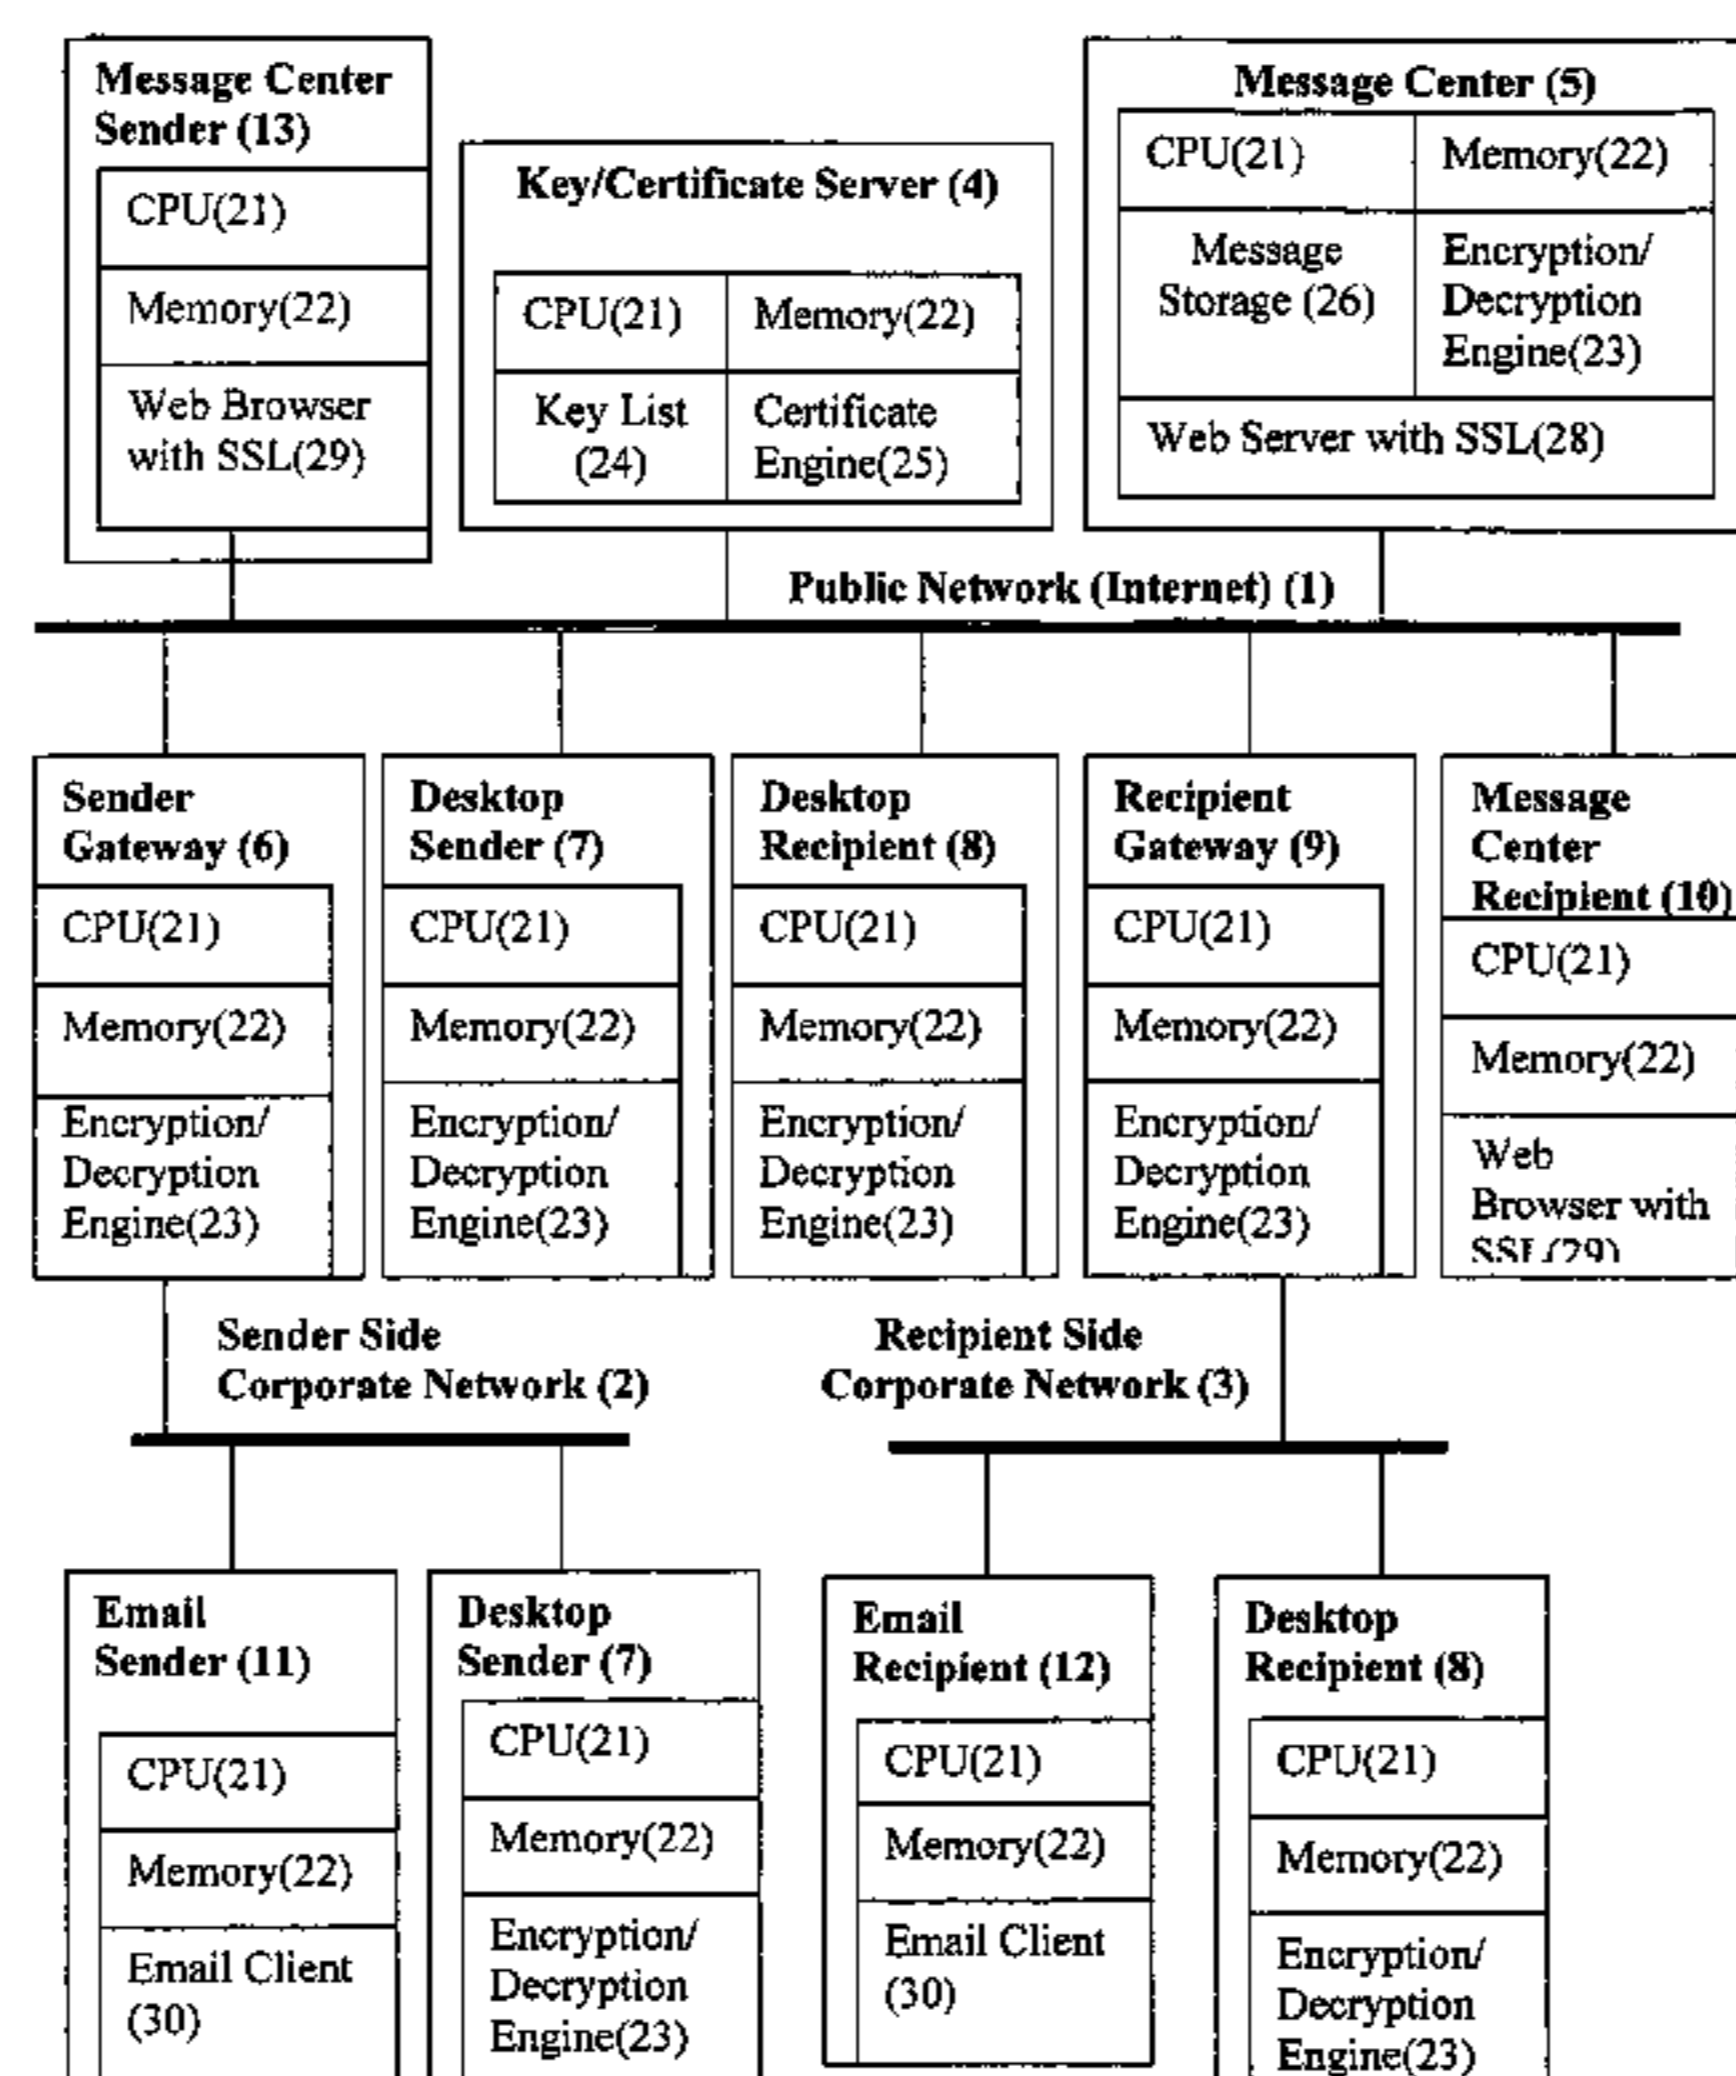 Message Center
Sender (13)
CPU(21)
Memory(22)
Web Browser
with SSL(29)
Key/Certificate Server (4)
CPU(21)
Memory(22)
Key List
(24)
Certificate
Engine(25)
Message Center (5)
CPU(21)
Memory(22)
Message
Storage (26)
Encryption/
Decryption
Engine(23)
Web Server with SSL(28)
Public Network (Internet) (1)
Sender
Gateway (6)
CPU(21)
Memory(22)
Encryption/
Decryption
Engine(23)
Desktop
Sender (7)
CPU(21)
Memory(22)
Encryption/
Decryption
Engine(23)
Desktop
Recipient (8)
CPU(21)
Memory(22)
Encryption/
Decryption
Engine(23)
Recipient
Gateway (9)
CPU(21)
Memory(22)
Encryption/
Decryption
Engine(23)
Message
Center
Recipient (10)
CPU(21)
Memory(22)
Web
Browser with
SSL(29)
Sender Side
Corporate Network (2)
Recipient Side
Corporate Network (3)
Email
Sender (11)
CPU(21)
Memory(22)
Email Client
(30)
Desktop
Sender (7)
CPU(21)
Memory(22)
Encryption/
Decryption
Engine(23)
Email
Recipient (12)
CPU(21)
Memory(22)
Email Client
(30)
Desktop
Recipient (8)
CPU(21)
Memory(22)
Encryption/
Decryption
Engine(23)